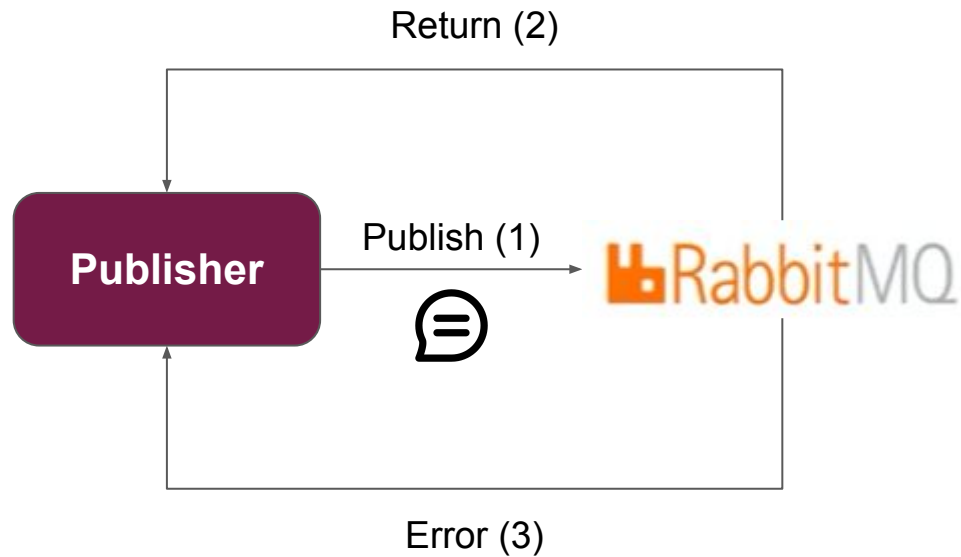 Return (2)
Publish (1)
Publisher
RabbitMQ
Error (3)